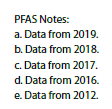 PFAS Notes:
a. Data from 2019.
b. Data from 2018.
c. Data from 2017.
d. Data from 2016.
e. Data from 2012.